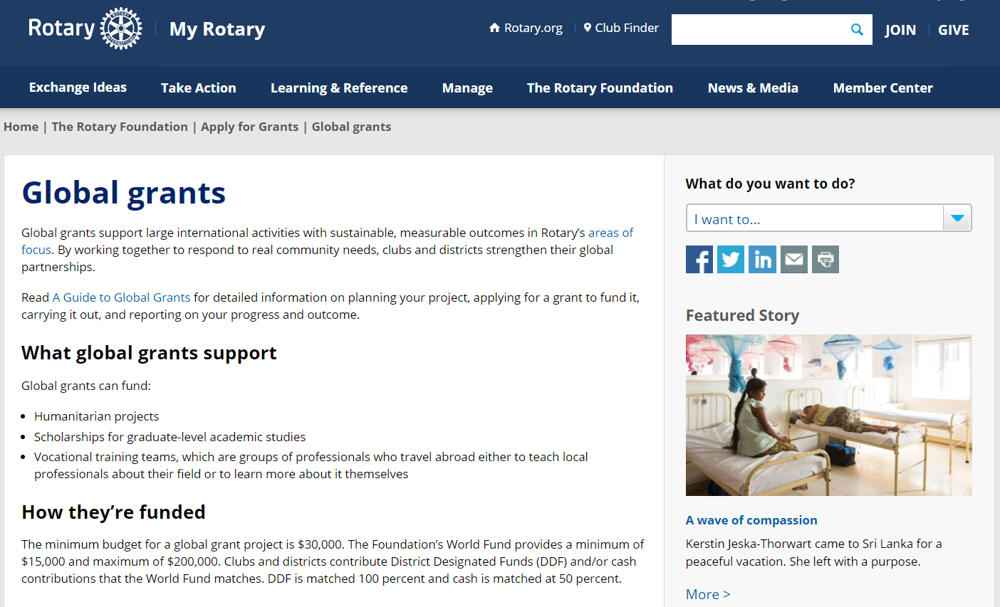 Rotary
My Rotary
Rotary.org
Club Finder
JOIN
GIVE
Exchange Ideas
Take Action
Learning & Reference
Manage
The Rotary Foundation
News & Media
Member Center
Home | The Rotary Foundation | Apply for Grants | Global grants
Global grants
Global grants support large international activities with sustainable, measurable outcomes in Rotary’s areas of
focus. By working together to respond to real community needs, clubs and districts strengthen their global
partnerships.
Read A Guide to Global Grants for detailed information on planning your project, applying for a grant to fund it,
carrying it out, and reporting on your progress and outcome.
What global grants support
Global grants can fund:
• Humanitarian projects
• Scholarships for graduate-level academic studies
• Vocational training teams, which are groups of professionals who travel abroad either to teach local
professionals about their field or to learn more about it themselves
How they’re funded
The minimum budget for a global grant project is $30,000. The Foundation’s World Fund provides a minimum of
$15,000 and maximum of $200,000. Clubs and districts contribute District Designated Funds (DDF) and/or cash
contributions that the World Fund matches. DDF is matched 100 percent and cash is matched at 50 percent.
What do you want to do?
I want to...
Featured Story
A wave of compassion
Kerstin Jeska-Thorwart came to Sri Lanka for a
peaceful vacation. She left with a purpose.
More >